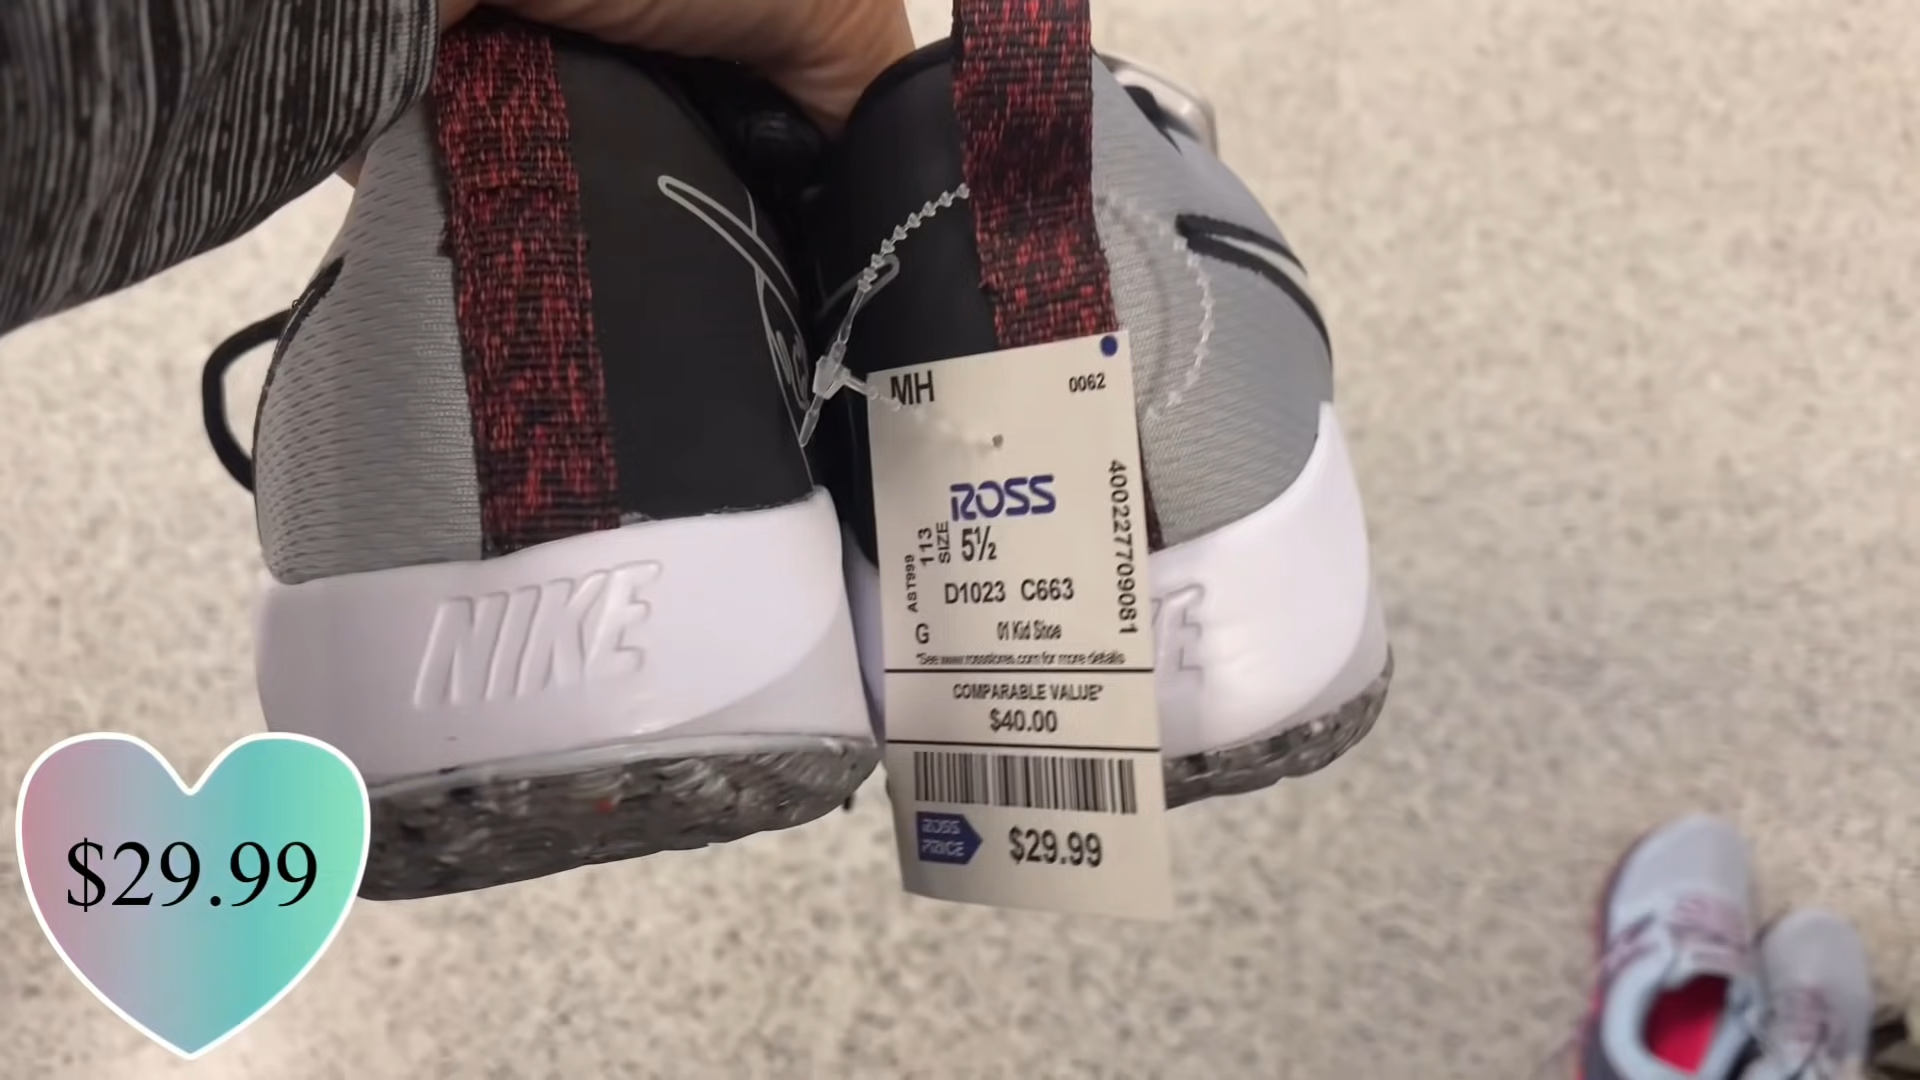 NIKE
MH 0062
ROSS
SIZE 5½
113
AST999
D1023 C663
G 01 Kid Shoe
400227709081
*See www.rossstores.com for more details
COMPARABLE VALUE*
$40.00
ROSS
PRICE
$29.99
$29.99